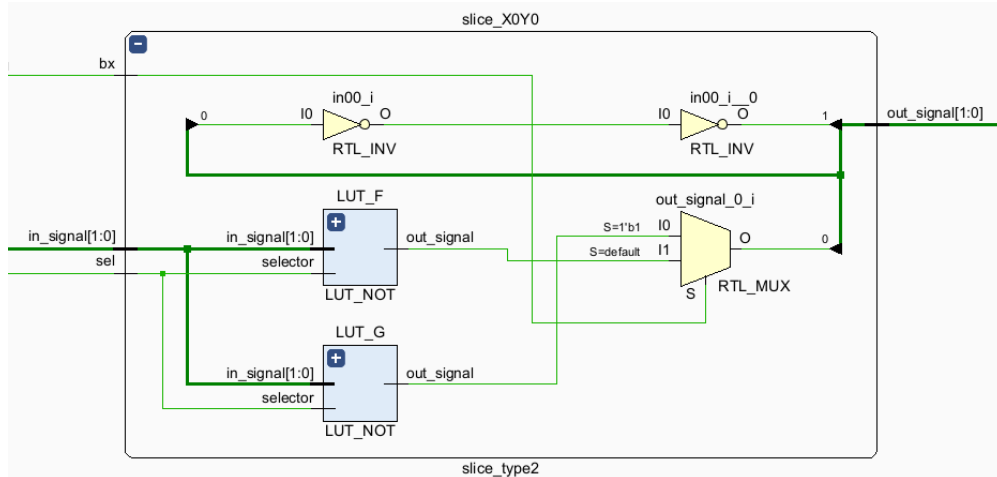 slice_X0Y0
bx
in00_i
in00_i__0
0
I0
O
I0
O
1
out_signal[1:0]
RTL_INV
RTL_INV
LUT_F
out_signal_0_i
in_signal[1:0]
in_signal[1:0]
out_signal
S=1'b1
I0
O
0
sel
selector
S=default
I1
LUT_NOT
S
RTL_MUX
LUT_G
in_signal[1:0]
out_signal
selector
LUT_NOT
slice_type2